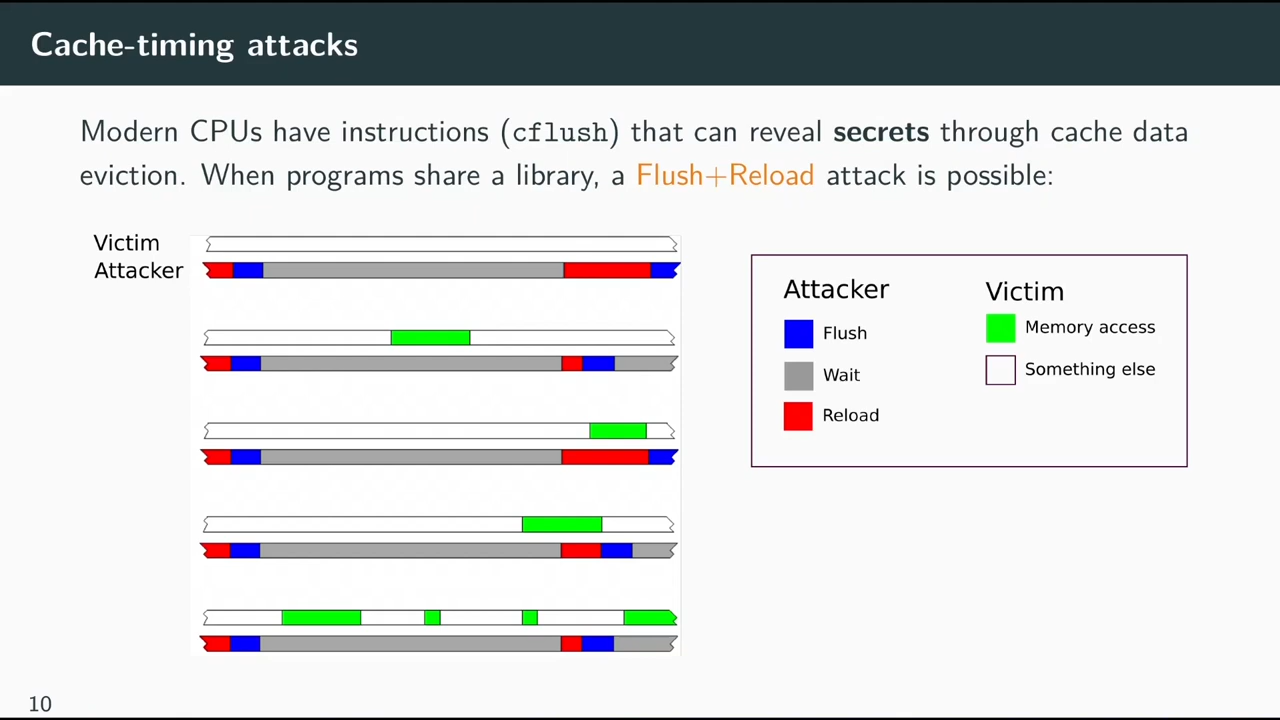 Cache-timing attacks
Modern CPUs have instructions (cflush) that can reveal secrets through cache data
eviction. When programs share a library, a Flush+Reload attack is possible:
Victim
Attacker
Attacker
Flush
Wait
Reload
Victim
Memory access
Something else
10